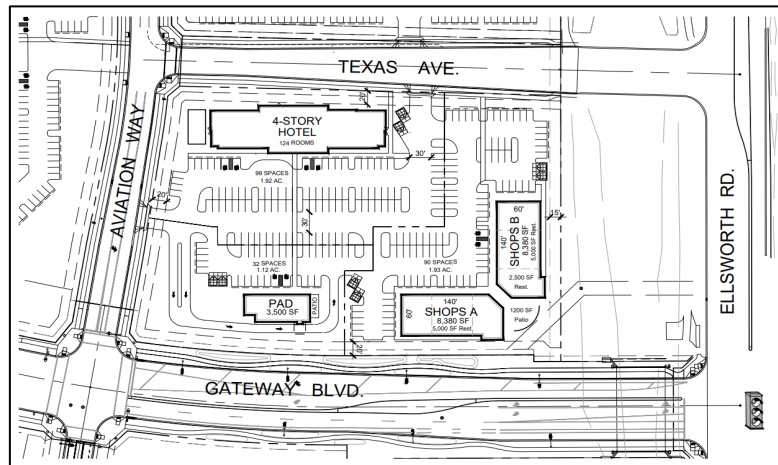 TEXAS AVE.
AVIATION WAY
ELLSWORTH RD.
GATEWAY BLVD.
20'
4-STORY
HOTEL
124 ROOMS
30'
99 SPACES
1.92 AC.
20'
30'
32 SPACES
1.12 AC.
90 SPACES
1.93 AC.
60'
15'
140'
SHOPS B
8,380 SF
5,000 SF Rest.
2,500 SF
Rest.
PAD
3,500 SF
PATIO
140'
60'
SHOPS A
8,380 SF
5,000 SF Rest.
1200 SF
Patio
20'